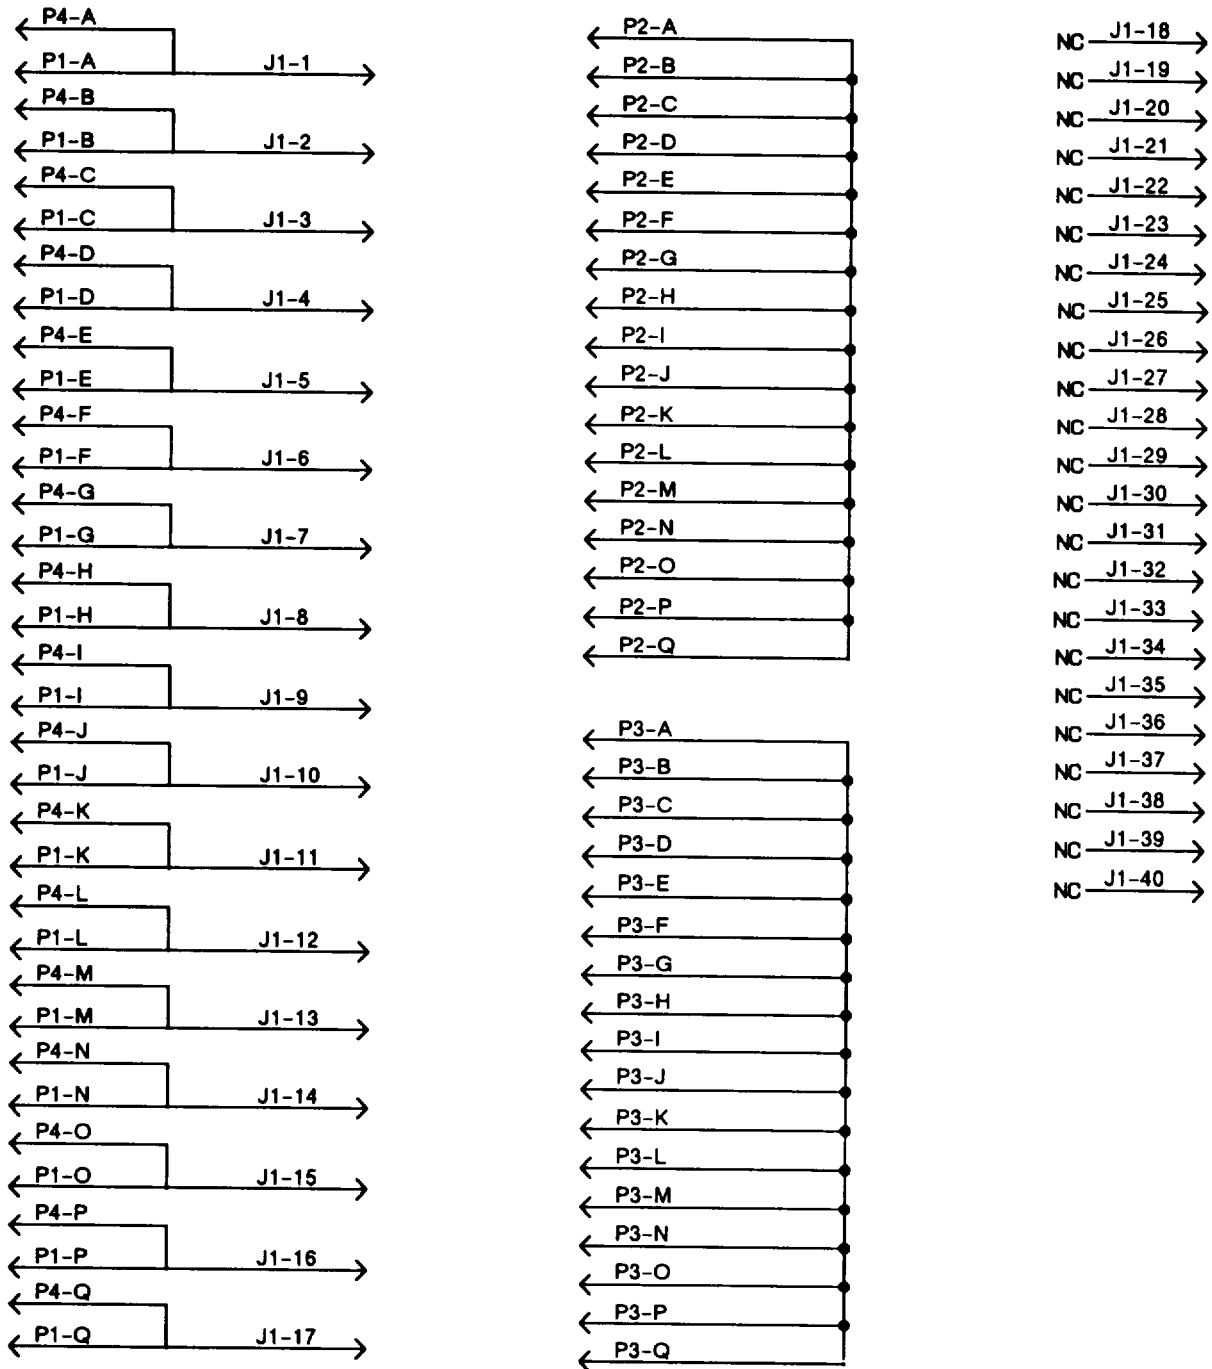 P4-A
P1-A J1-1
P4-B
P1-B J1-2
P4-C
P1-C J1-3
P4-D
P1-D J1-4
P4-E
P1-E J1-5
P4-F
P1-F J1-6
P4-G
P1-G J1-7
P4-H
P1-H J1-8
P4-I
P1-I J1-9
P4-J
P1-J J1-10
P4-K
P1-K J1-11
P4-L
P1-L J1-12
P4-M
P1-M J1-13
P4-N
P1-N J1-14
P4-O
P1-O J1-15
P4-P
P1-P J1-16
P4-Q
P1-Q J1-17
P2-A
P2-B
P2-C
P2-D
P2-E
P2-F
P2-G
P2-H
P2-I
P2-J
P2-K
P2-L
P2-M
P2-N
P2-O
P2-P
P2-Q
P3-A
P3-B
P3-C
P3-D
P3-E
P3-F
P3-G
P3-H
P3-I
P3-J
P3-K
P3-L
P3-M
P3-N
P3-O
P3-P
P3-Q
NC J1-18
NC J1-19
NC J1-20
NC J1-21
NC J1-22
NC J1-23
NC J1-24
NC J1-25
NC J1-26
NC J1-27
NC J1-28
NC J1-29
NC J1-30
NC J1-31
NC J1-32
NC J1-33
NC J1-34
NC J1-35
NC J1-36
NC J1-37
NC J1-38
NC J1-39
NC J1-40